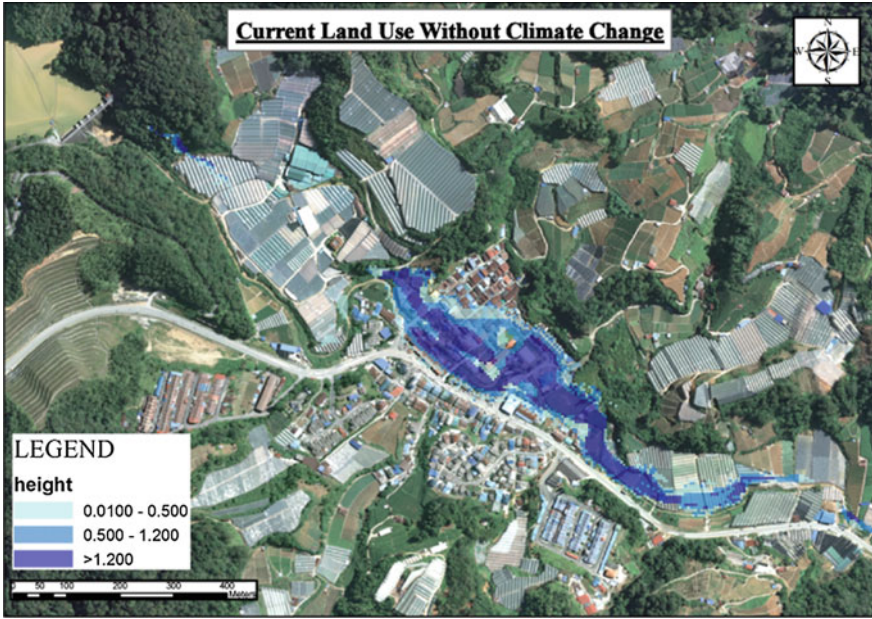 Current Land Use Without Climate Change
N
W E
S
LEGEND
height
0.0100 - 0.500
0.500 - 1.200
>1.200
0 50 100 200 300 400
Meters